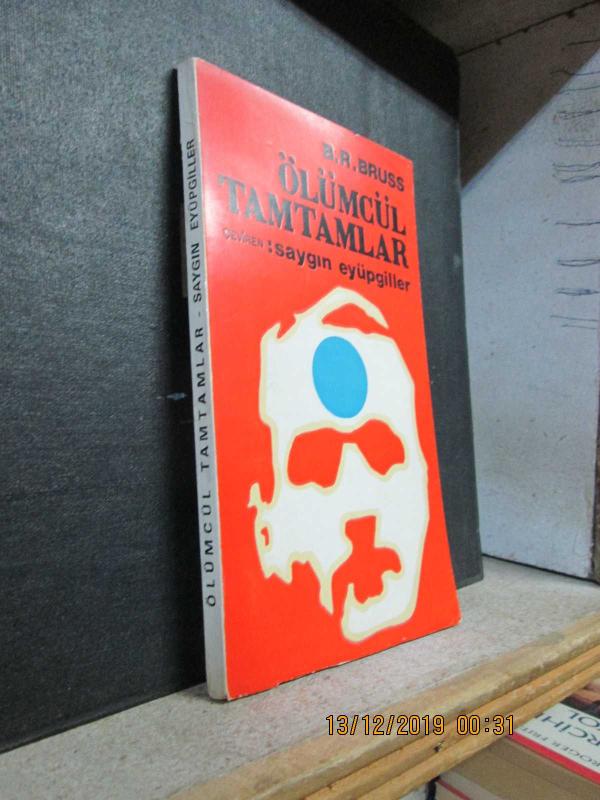 B.R.BRUSS
ÖLÜMCÜL
TAMTAMLAR
ÇEVİREN : saygın eyüpgiller
ÖLÜMCÜL TAMTAMLAR - SAYGIN EYÜPGİLLER
13/12/2019 00:31